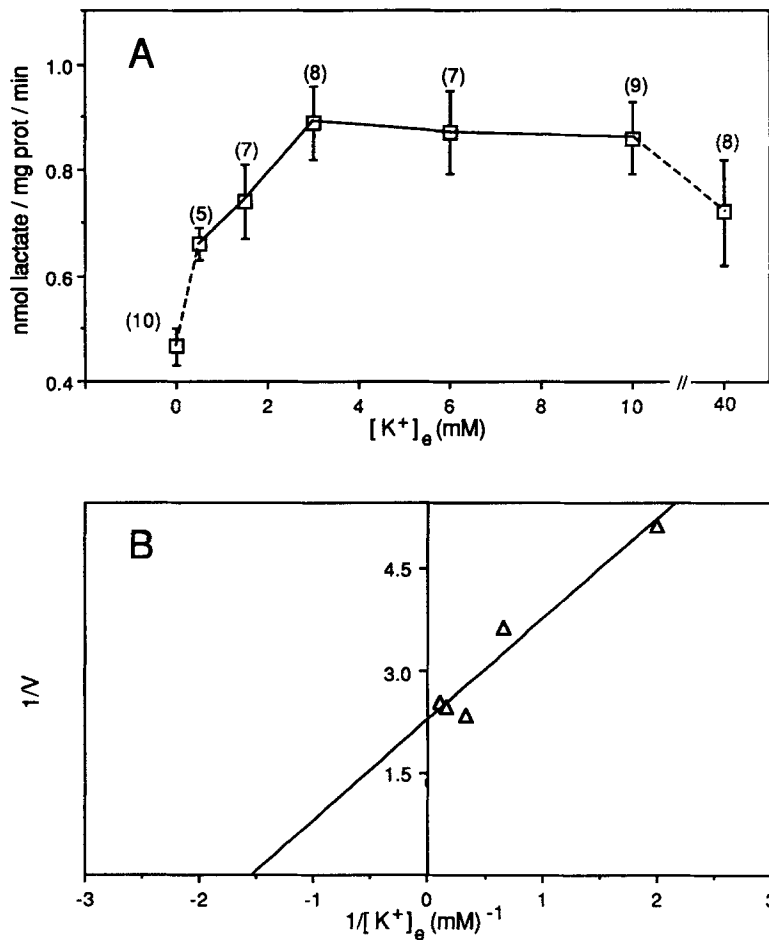 A
nmol lactate / mg prot / min
1.0
0.8
0.6
0.4
(10)
(5)
(7)
(8)
(7)
(9)
(8)
0 2 4 6 8 10 // 40
[K⁺]ₑ (mM)
B
1/V
4.5
3.0
1.5
-3 -2 -1 0 1 2 3
1/[K⁺]ₑ (mM)⁻¹